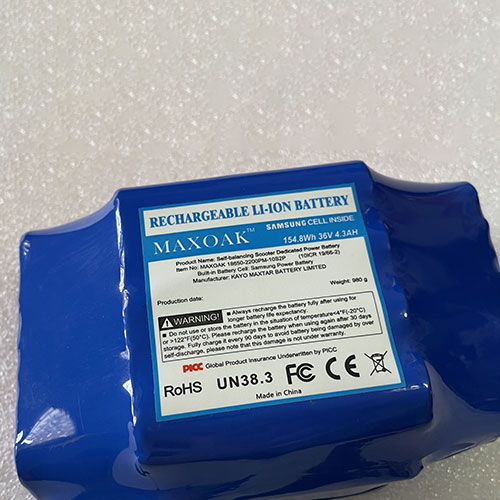 RECHARGEABLE LI-ION BATTERY
MAXOAK™ SAMSUNG CELL INSIDE
154.8Wh 36V 4.3AH
Product Name: Self-balancing Scooter Dedicated Power Battery
Item No: MAXOAK 18650-2200PM-10S2P (10ICR 19/66-2)
Built-in Battery Cell: Samsung Power Battery
Manufacturer: KAYO MAXTAR BATTERY LIMITED
Weight: 980 g
Production date:
WARNING! • Always recharge the battery fully after using for
longer battery life expectary.
• Do not use or store the battery in the situation of temperature<4°F(-20°C)
or >122°F(50°C). Please recharge the battery when using again after 30 days
storage. Fully charge it every 90 days to avoid battery being damaged by over
self-discharge, please understand this is not under warranty.
PICC Global Product Insurance Underwritten by PICC
RoHS UN38.3 FC CE
Made in China